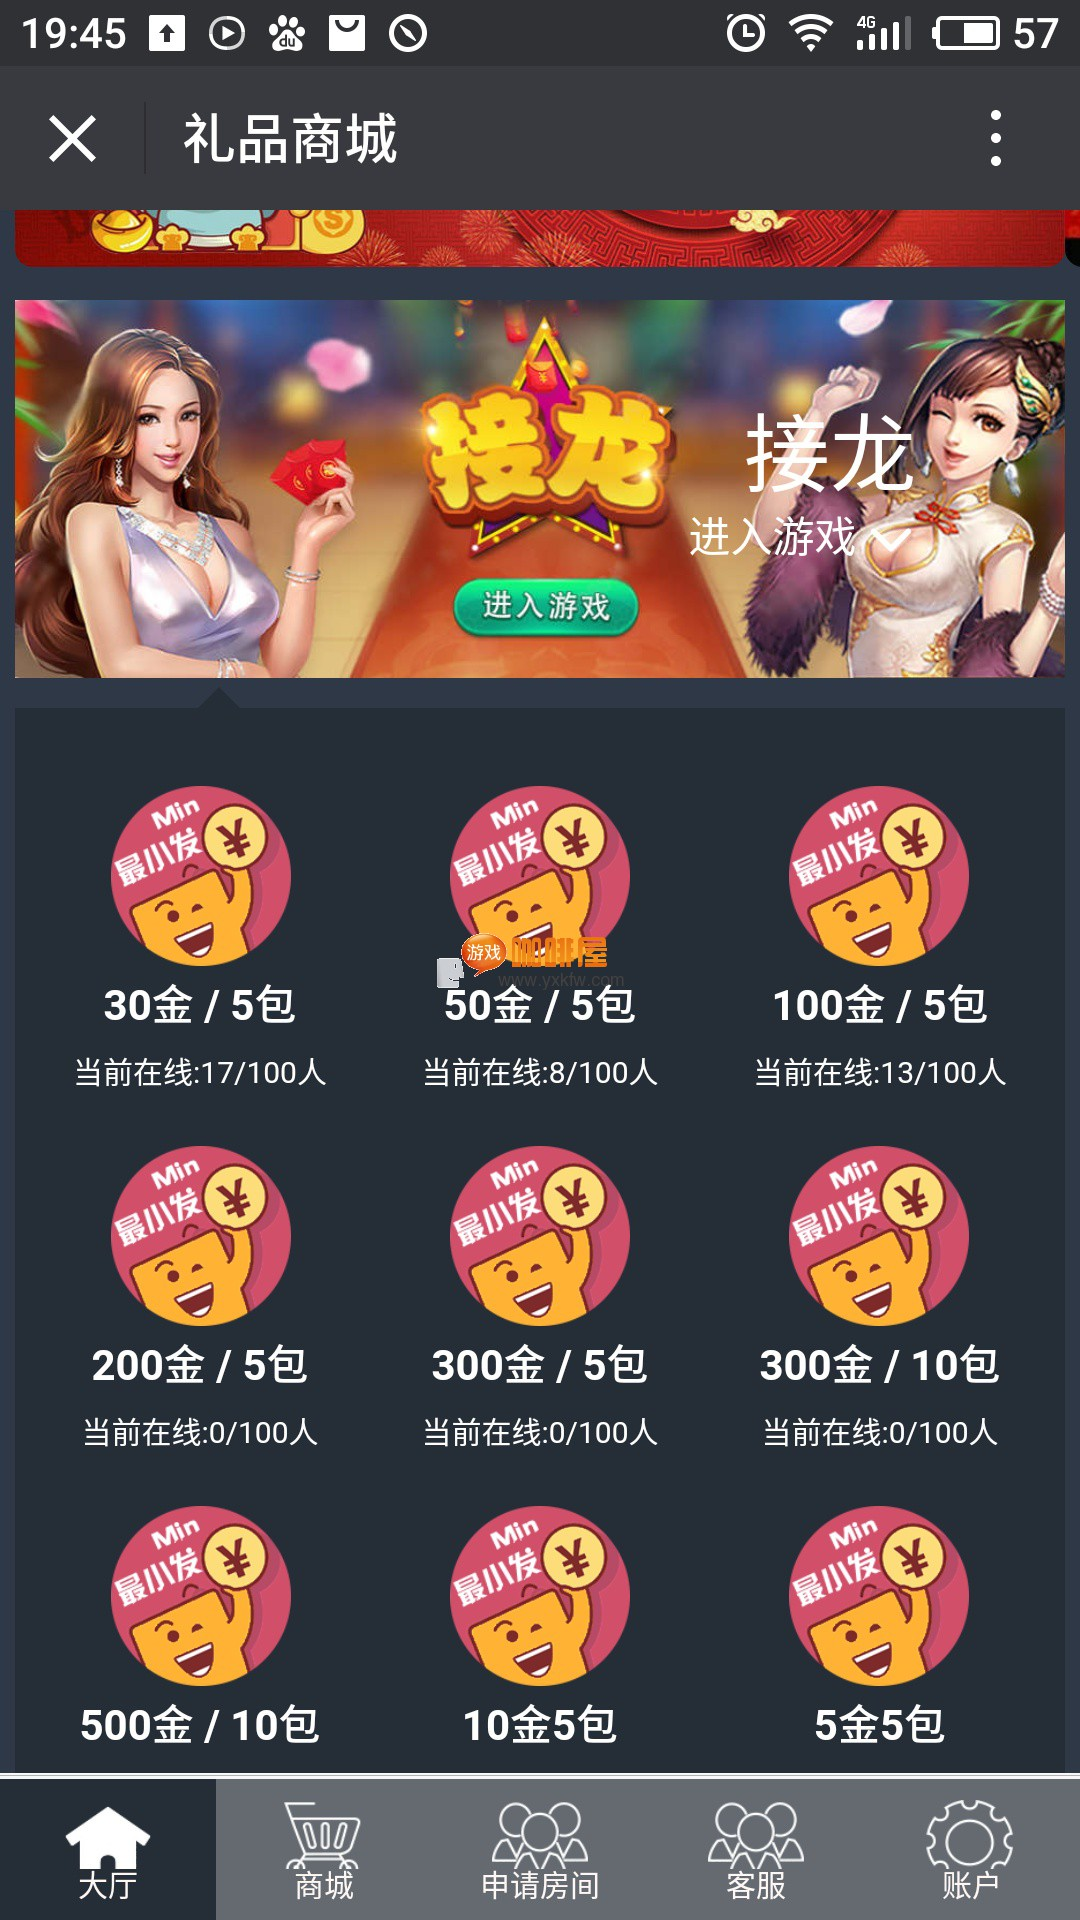 19:45
du
4G
57
礼品商城
接龙
接龙
进入游戏
进入游戏
Min
最小发
¥
Min
最小发
¥
Min
最小发
¥
游戏 咖啡屋
www.yxkfw.com
30金 / 5包
50金 / 5包
100金 / 5包
当前在线:17/100人
当前在线:8/100人
当前在线:13/100人
Min
最小发
¥
Min
最小发
¥
Min
最小发
¥
200金 / 5包
300金 / 5包
300金 / 10包
当前在线:0/100人
当前在线:0/100人
当前在线:0/100人
Min
最小发
¥
Min
最小发
¥
Min
最小发
¥
500金 / 10包
10金5包
5金5包
大厅
商城
申请房间
客服
账户